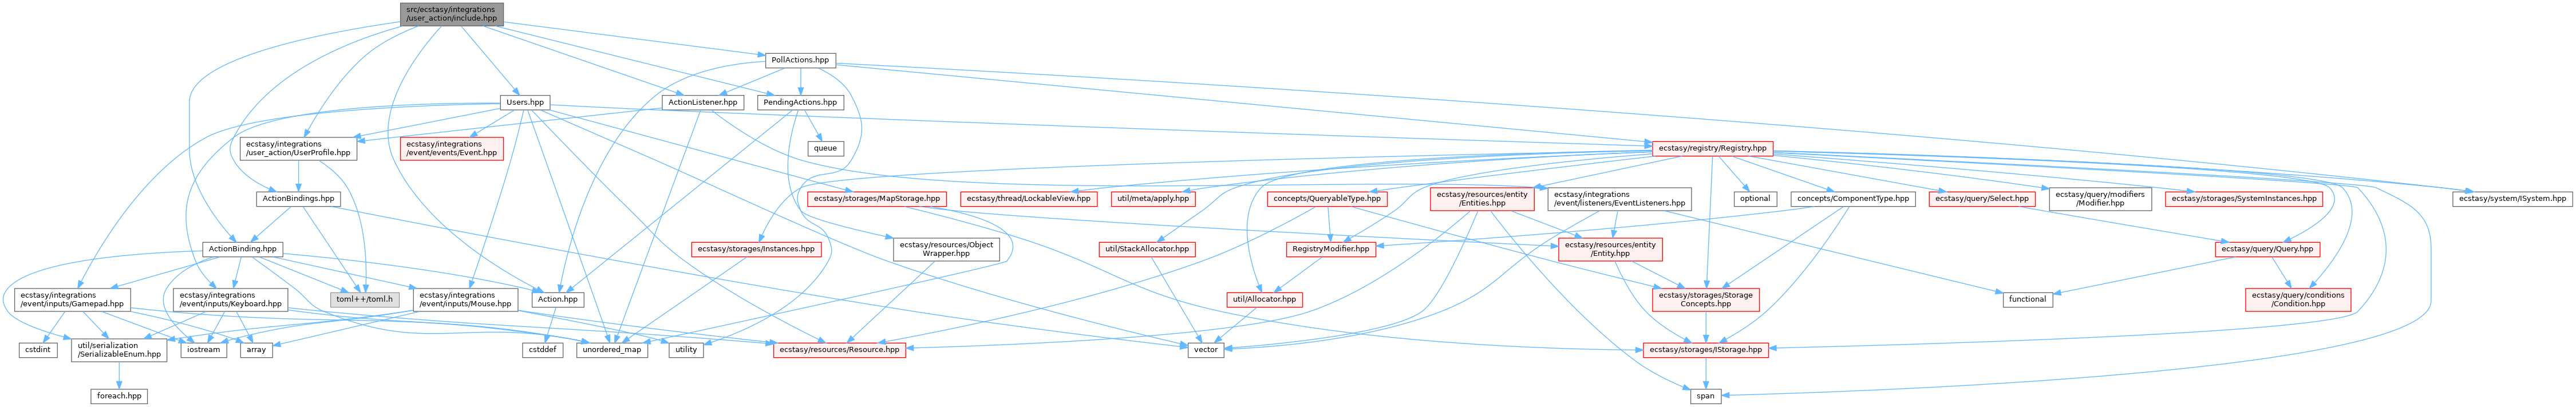 src/ecstasy/integrations
/user_action/include.hpp
PollActions.hpp
Users.hpp
ActionListener.hpp
PendingActions.hpp
ecstasy/integrations
/user_action/UserProfile.hpp
ecstasy/integrations
/event/events/Event.hpp
queue
ecstasy/registry/Registry.hpp
ActionBindings.hpp
ecstasy/storages/MapStorage.hpp
ecstasy/thread/LockableView.hpp
util/meta/apply.hpp
concepts/QueryableType.hpp
ecstasy/resources/entity
/Entities.hpp
ecstasy/integrations
/event/listeners/EventListeners.hpp
optional
concepts/ComponentType.hpp
ecstasy/query/Select.hpp
ecstasy/query/modifiers
/Modifier.hpp
ecstasy/storages/SystemInstances.hpp
ecstasy/system/ISystem.hpp
ActionBinding.hpp
ecstasy/storages/Instances.hpp
ecstasy/resources/Object
Wrapper.hpp
util/StackAllocator.hpp
RegistryModifier.hpp
ecstasy/resources/entity
/Entity.hpp
ecstasy/query/Query.hpp
ecstasy/integrations
/event/inputs/Gamepad.hpp
ecstasy/integrations
/event/inputs/Keyboard.hpp
toml++/toml.h
ecstasy/integrations
/event/inputs/Mouse.hpp
Action.hpp
util/Allocator.hpp
ecstasy/storages/Storage
Concepts.hpp
functional
ecstasy/query/conditions
/Condition.hpp
cstdint
util/serialization
/SerializableEnum.hpp
iostream
array
cstddef
unordered_map
utility
ecstasy/resources/Resource.hpp
vector
ecstasy/storages/IStorage.hpp
foreach.hpp
span